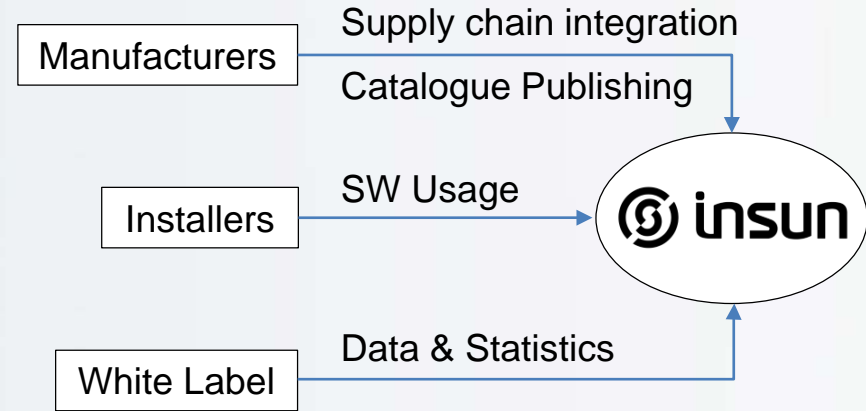 Supply chain integration
Manufacturers
Catalogue Publishing
SW Usage
Installers
insun
Data & Statistics
White Label